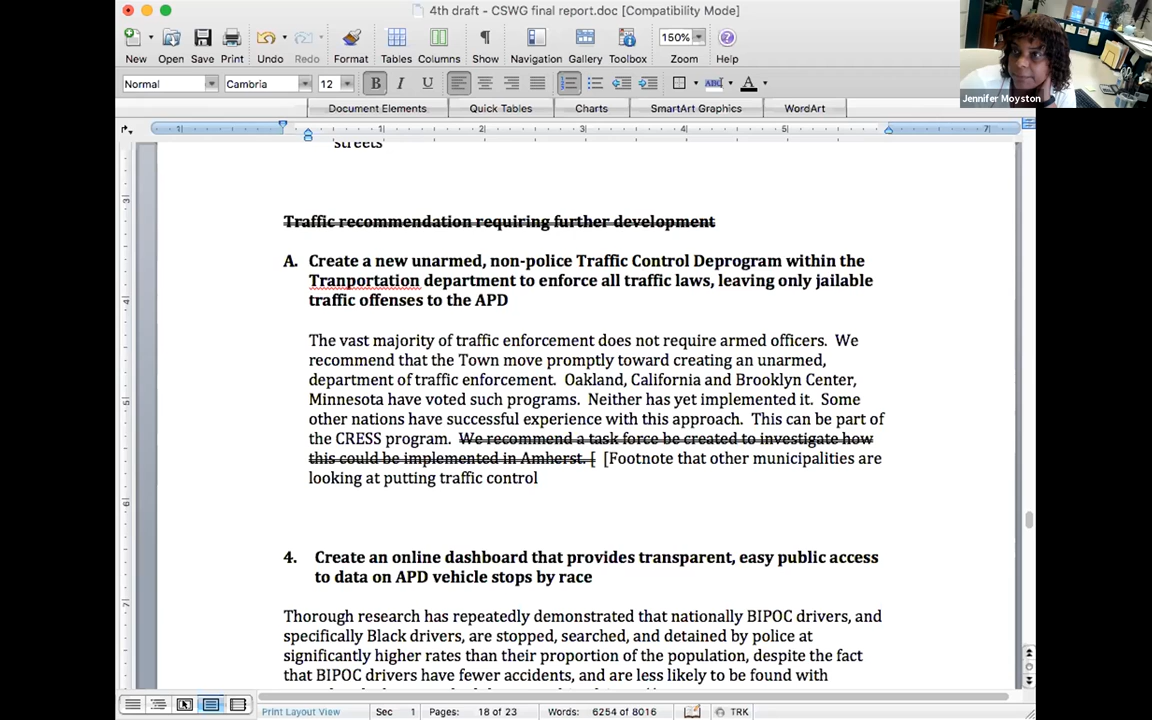 4th draft - CSWG final report.doc [Compatibility Mode]
New Open Save Print Undo Redo Format Tables Columns Show Navigation Gallery Toolbox 150% Zoom Help
Normal Cambria 12 B I U ABC A
Document Elements Quick Tables Charts SmartArt Graphics WordArt
1 1 2 3 4 5 7
streets
Traffic recommendation requiring further development
A. Create a new unarmed, non-police Traffic Control Deprogram within the
Tranportation department to enforce all traffic laws, leaving only jailable
traffic offenses to the APD
The vast majority of traffic enforcement does not require armed officers. We
recommend that the Town move promptly toward creating an unarmed,
department of traffic enforcement. Oakland, California and Brooklyn Center,
Minnesota have voted such programs. Neither has yet implemented it. Some
other nations have successful experience with this approach. This can be part of
the CRESS program. We recommend a task force be created to investigate how
this could be implemented in Amherst. [ [Footnote that other municipalities are
looking at putting traffic control
4. Create an online dashboard that provides transparent, easy public access
to data on APD vehicle stops by race
Thorough research has repeatedly demonstrated that nationally BIPOC drivers, and
specifically Black drivers, are stopped, searched, and detained by police at
significantly higher rates than their proportion of the population, despite the fact
that BIPOC drivers have fewer accidents, and are less likely to be found with
Print Layout View Sec 1 Pages: 18 of 23 Words: 6254 of 8016 TRK
Jennifer Moyston